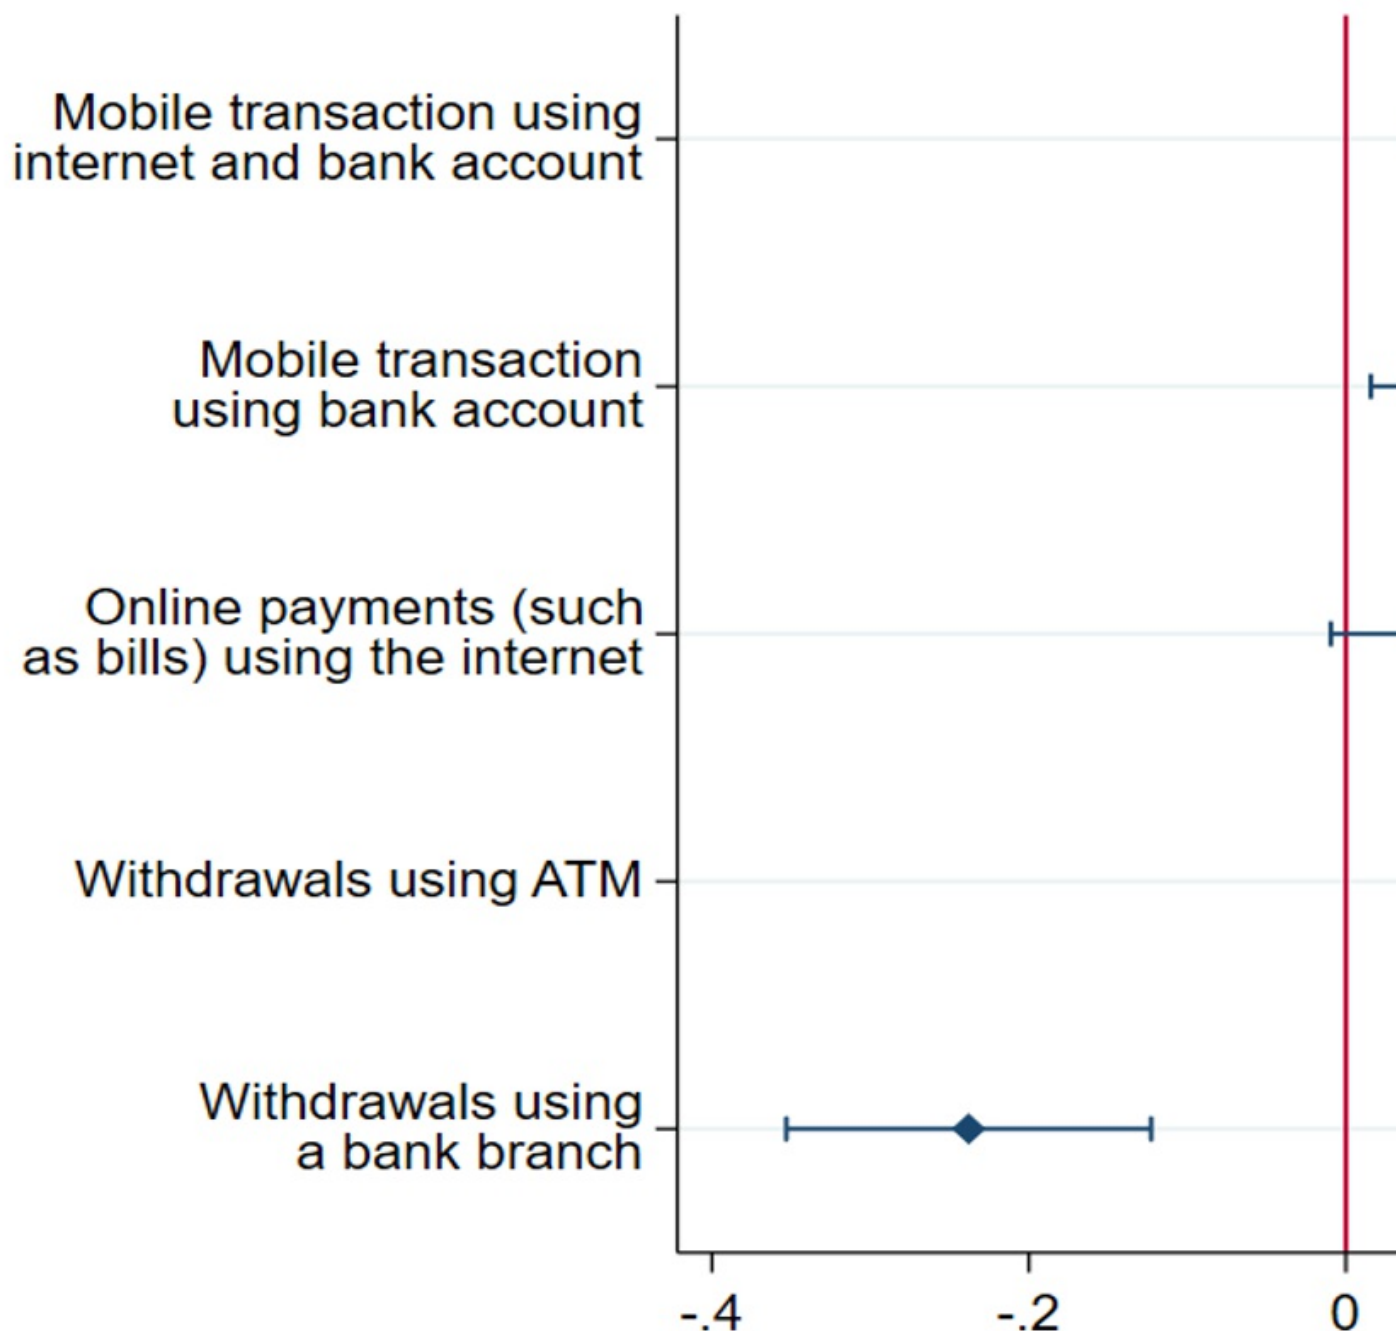 Mobile transaction using
internet and bank account
Mobile transaction
using bank account
Online payments (such
as bills) using the internet
Withdrawals using ATM
Withdrawals using
a bank branch
-.4 -.2 0